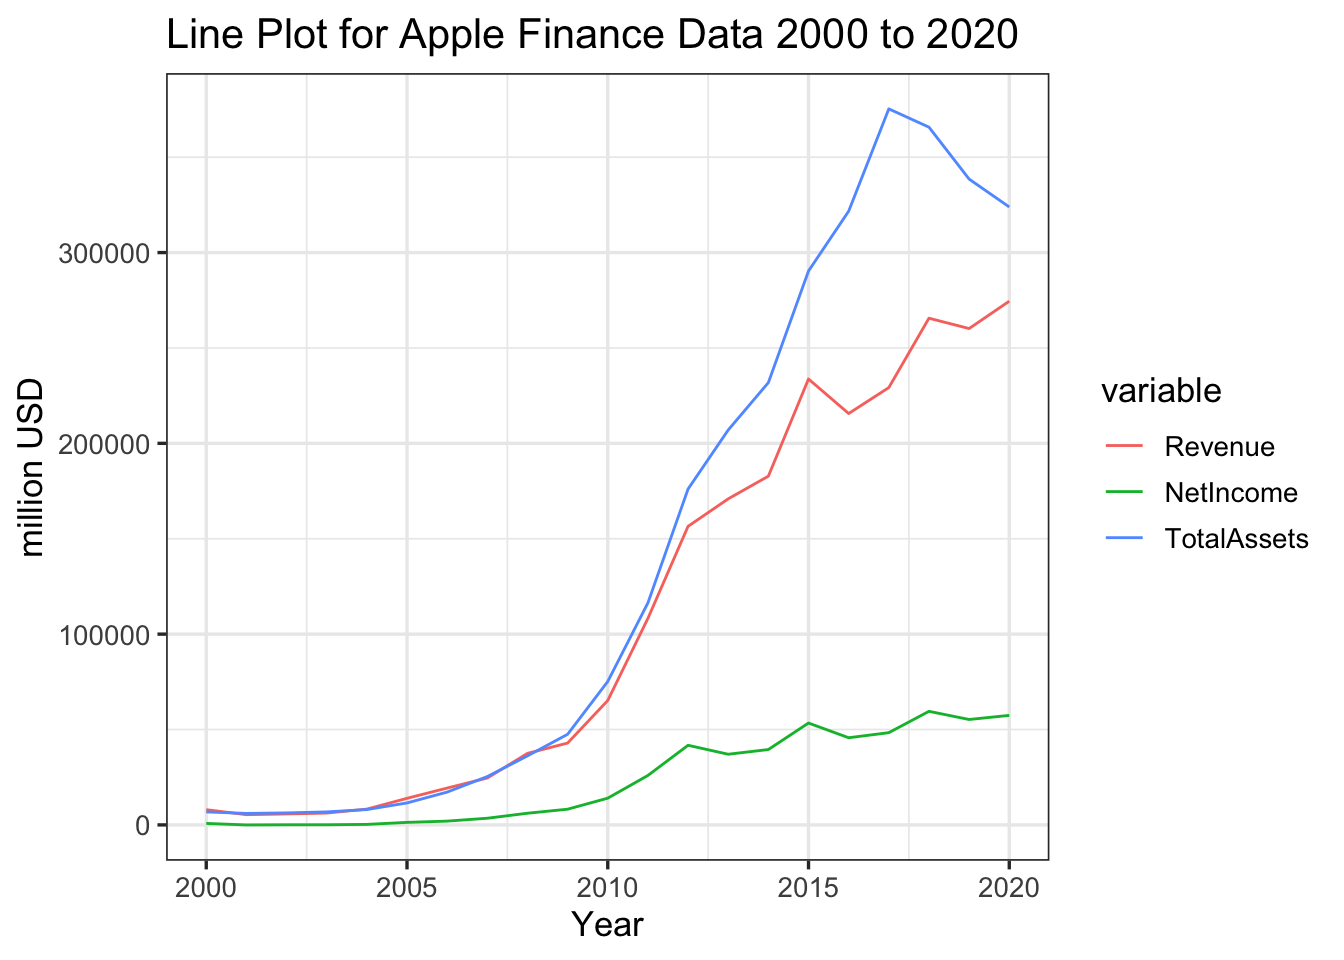 Line Plot for Apple Finance Data 2000 to 2020
300000
200000
100000
0
million USD
2000 2005 2010 2015 2020
Year
variable
Revenue
NetIncome
TotalAssets